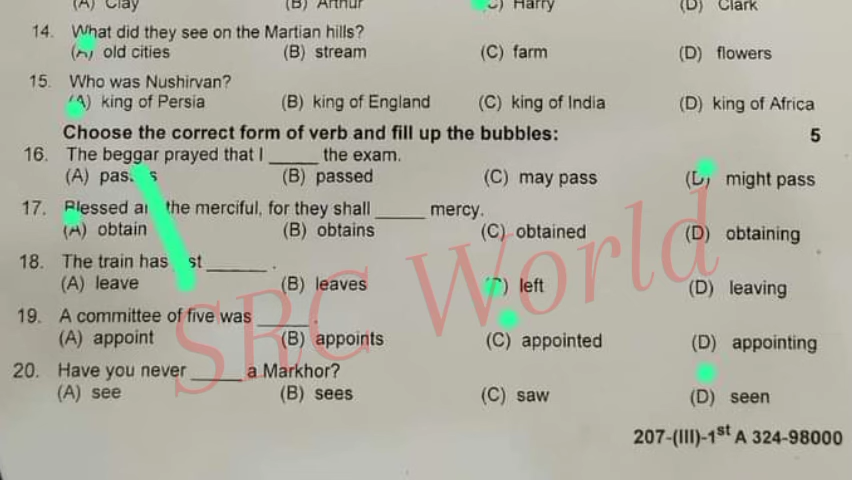 (A) Clay (B) Arthur (C) Harry (D) Clark
14. What did they see on the Martian hills?
(A) old cities (B) stream (C) farm (D) flowers
15. Who was Nushirvan?
(A) king of Persia (B) king of England (C) king of India (D) king of Africa
Choose the correct form of verb and fill up the bubbles: 5
16. The beggar prayed that I _____ the exam.
(A) (B) passed (C) may pass (D) might pass
17. Blessed the merciful, for they shall _____ mercy.
(A) obtain (B) obtains (C) obtained (D) obtaining
18. The train has _____ .
(A) leave (B) leaves (C) left (D) leaving
19. A committee of five was _____ .
(A) appoint (B) appoints (C) appointed (D) appointing
20. Have you never _____ a Markhor?
(A) see (B) sees (C) saw (D) seen
207-(III)-1st A 324-98000
SBC World